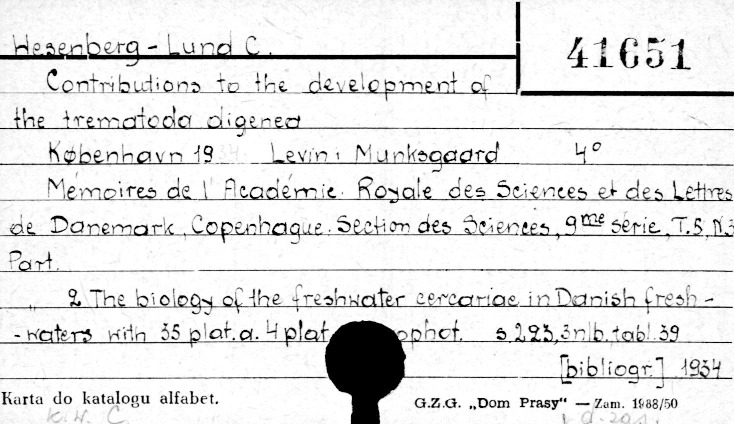 Hesenberg - Lund C.
41651
Contributions to the development of
the trematoda digenea
København 19 Levin i Munksgaard 4°
Mémoires de l'Académie Royale des Sciences et des Lettres
de Danemark, Copenhague. Section des Sciences, 9me série, T.5, N.3
Part.
„ 2 The biology of the freshwater cercariae in Danish fresh-
-waters with 35 plat. a. 4 plat. ophot. s 223, 3 nlb, tabl. 39
[bibliogr.] 1934
Karta do katalogu alfabet.
G.Z.G. „Dom Prasy“ — Zam. 1988/50
K.W. C.